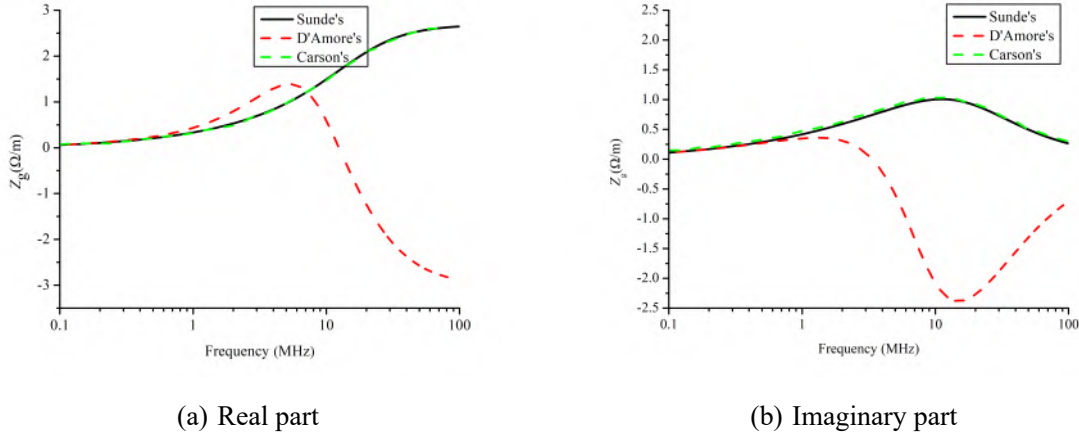 Sunde's
D'Amore's
Carson's
3
2
1
0
-1
-2
-3
Zg(Ω/m)
0.1 1 10 100
Frequency (MHz)
(a) Real part
Sunde's
D'Amore's
Carson's
2.5
2.0
1.5
1.0
0.5
0.0
-0.5
-1.0
-1.5
-2.0
-2.5
(Ω/m)
0.1 1 10 100
Frequency (MHz)
(b) Imaginary part